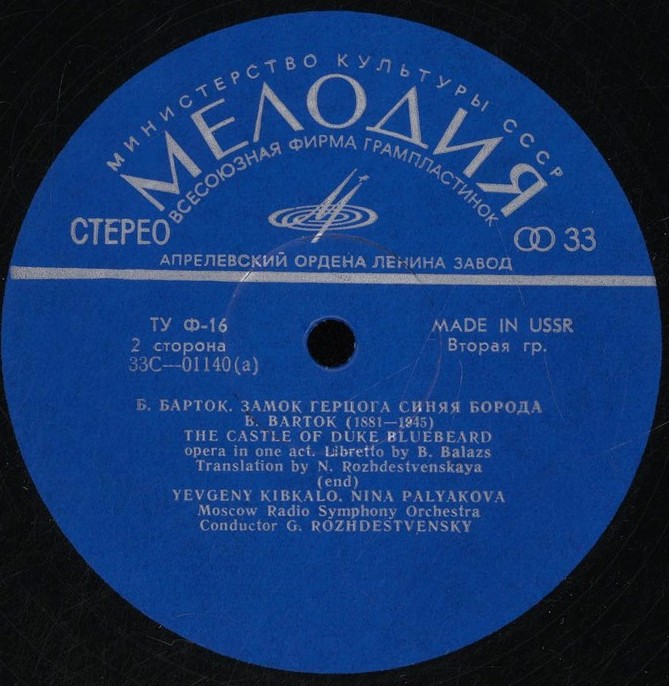 МИНИСТЕРСТВО КУЛЬТУРЫ СССР
МЕЛОДИЯ
ВСЕСОЮЗНАЯ ФИРМА ГРАМПЛАСТИНОК
СТЕРЕО
33
АПРЕЛЕВСКИЙ ОРДЕНА ЛЕНИНА ЗАВОД
ТУ Ф-16
MADE IN USSR
2 сторона
Вторая гр.
33С—01140(а)
Б. БАРТОК. ЗАМОК ГЕРЦОГА СИНЯЯ БОРОДА
B. BARTOK (1881—1945)
THE CASTLE OF DUKE BLUEBEARD
opera in one act. Libretto by B. Balazs
Translation by N. Rozhdestvenskaya
(end)
YEVGENY KIBKALO. NINA PALYAKOVA
Moscow Radio Symphony Orchestra
Conductor G. ROZHDESTVENSKY